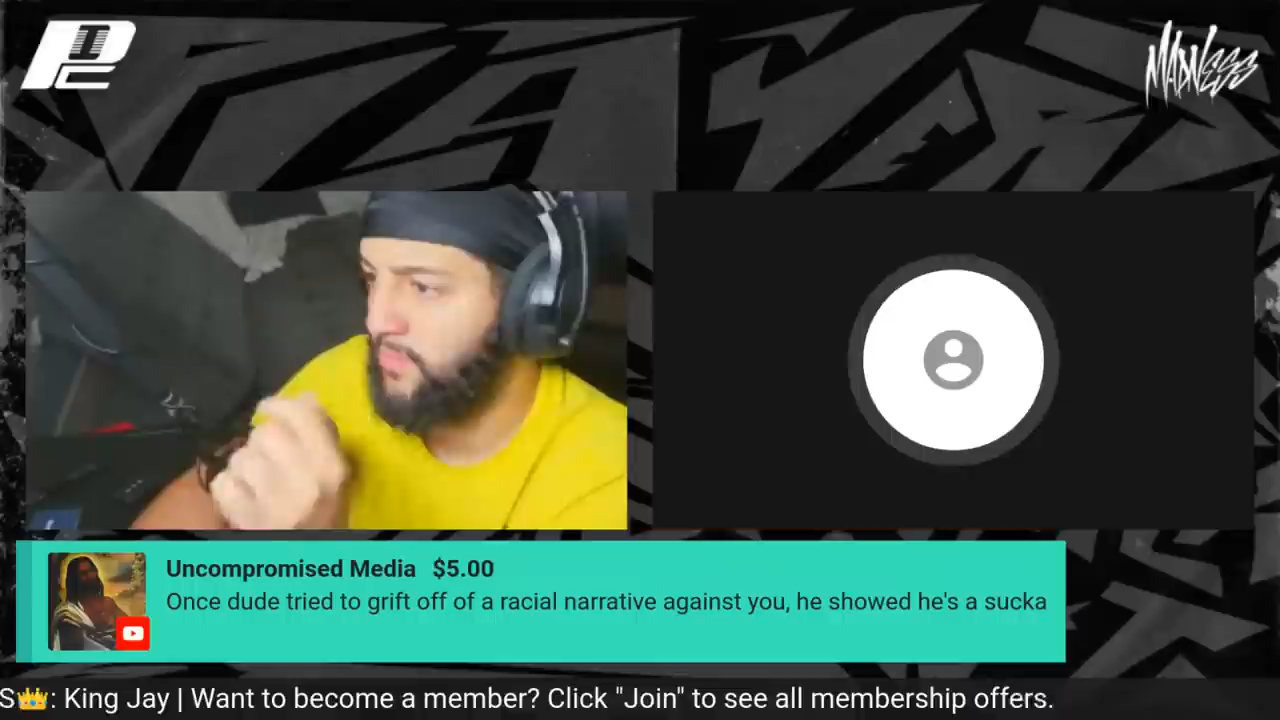 MADNESS
Uncompromised Media $5.00
Once dude tried to grift off of a racial narrative against you, he showed he's a sucka
S👑: King Jay | Want to become a member? Click "Join" to see all membership offers.